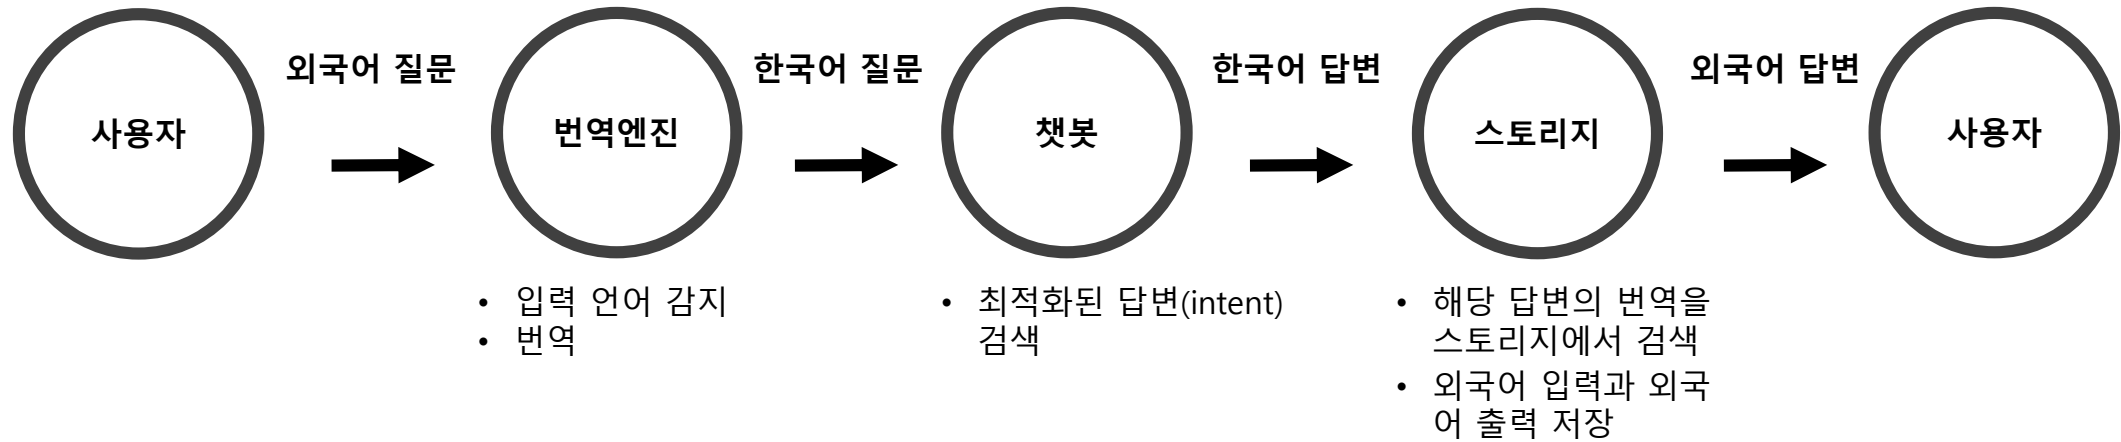 외국어 질문
한국어 질문
한국어 답변
외국어 답변
사용자
번역엔진
챗봇
스토리지
사용자
• 입력 언어 감지
• 번역
• 최적화된 답변(intent)
검색
• 해당 답변의 번역을
스토리지에서 검색
• 외국어 입력과 외국
어 출력 저장